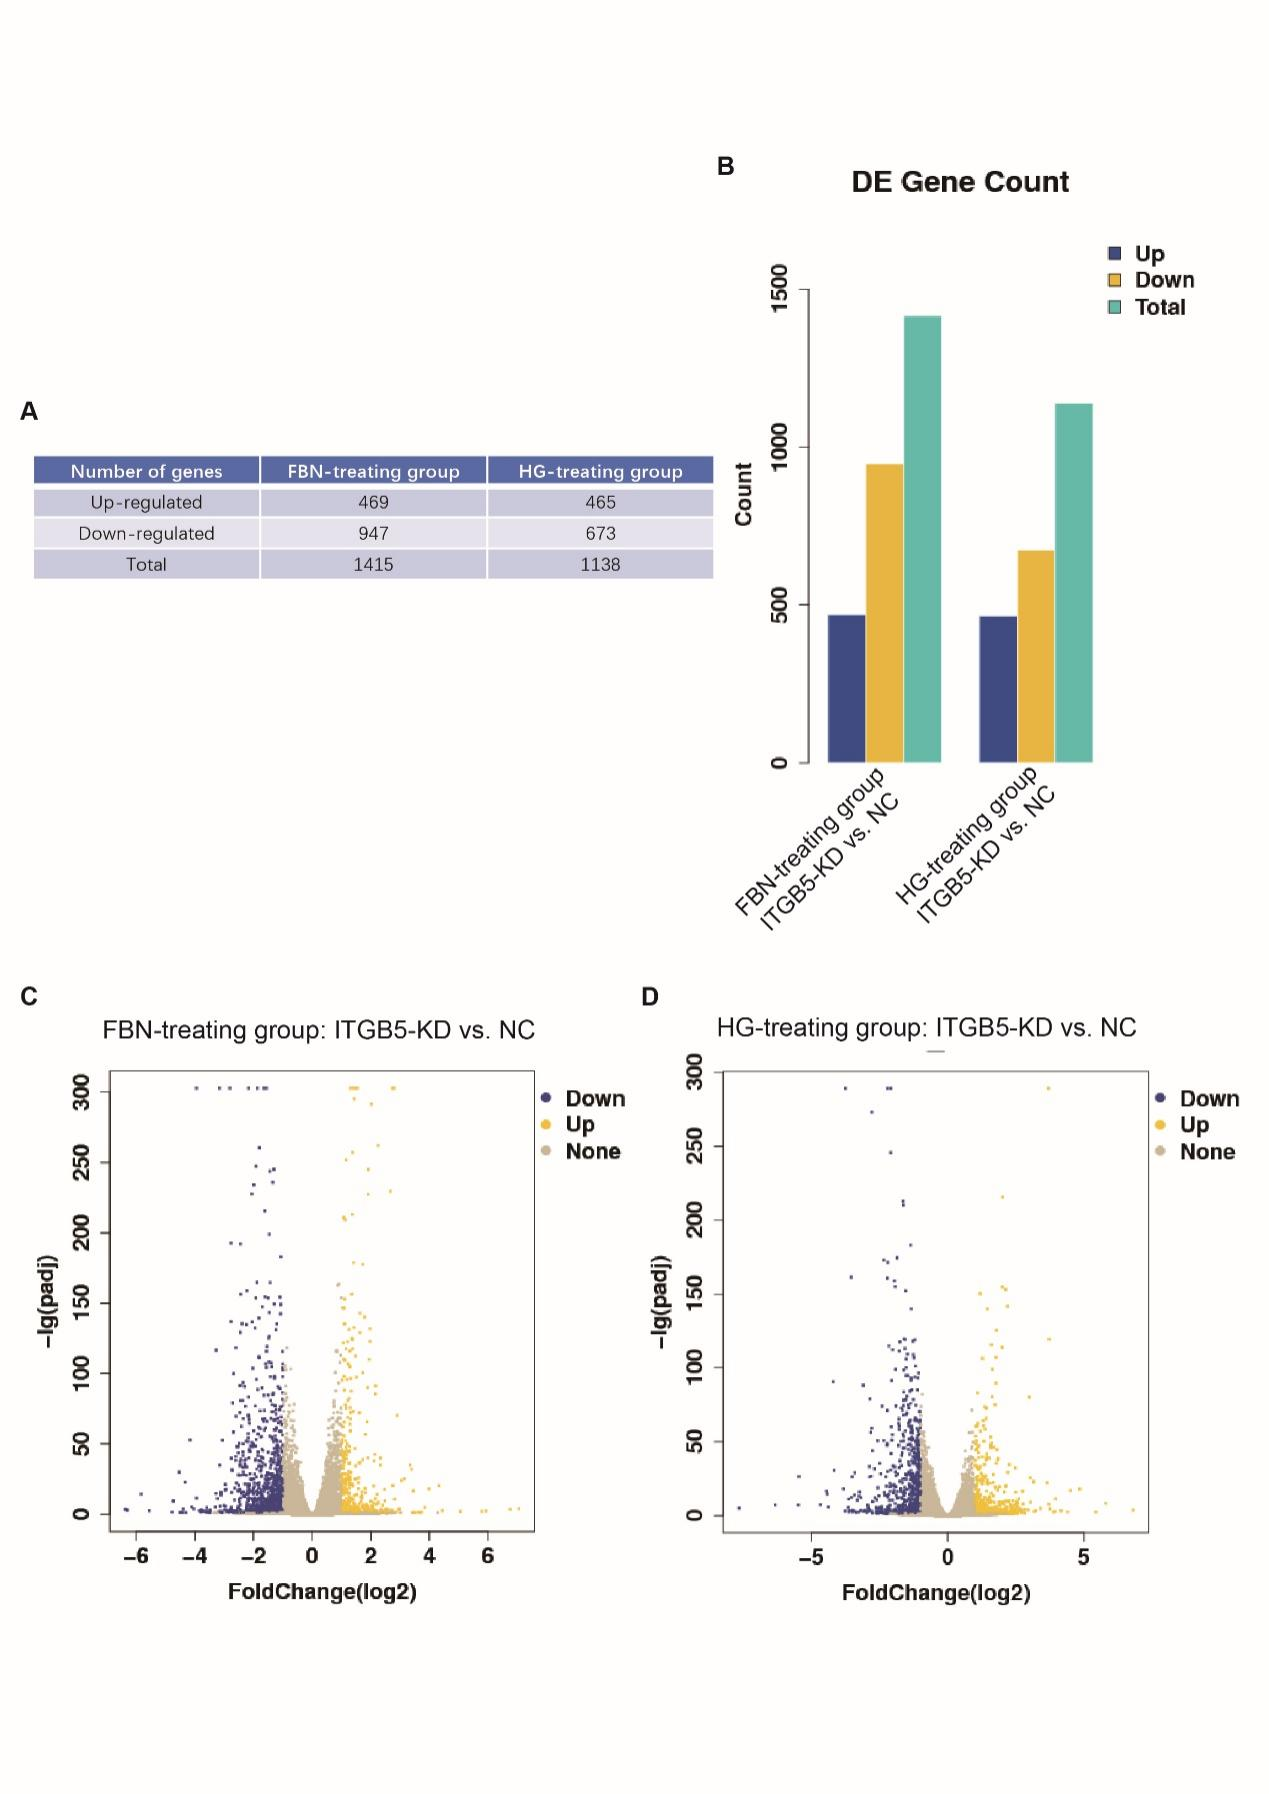 A
Number of genes FBN-treating group HG-treating group
Up-regulated 469 465
Down-regulated 947 673
Total 1415 1138
B
DE Gene Count
Up
Down
Total
Count
1500
1000
500
0
FBN-treating group
ITGB5-KD vs. NC
HG-treating group
ITGB5-KD vs. NC
C
FBN-treating group: ITGB5-KD vs. NC
Down
Up
None
−lg(padj)
300
250
200
150
100
50
0
−6 −4 −2 0 2 4 6
FoldChange(log2)
D
HG-treating group: ITGB5-KD vs. NC
Down
Up
None
−lg(padj)
300
250
200
150
100
50
0
−5 0 5
FoldChange(log2)